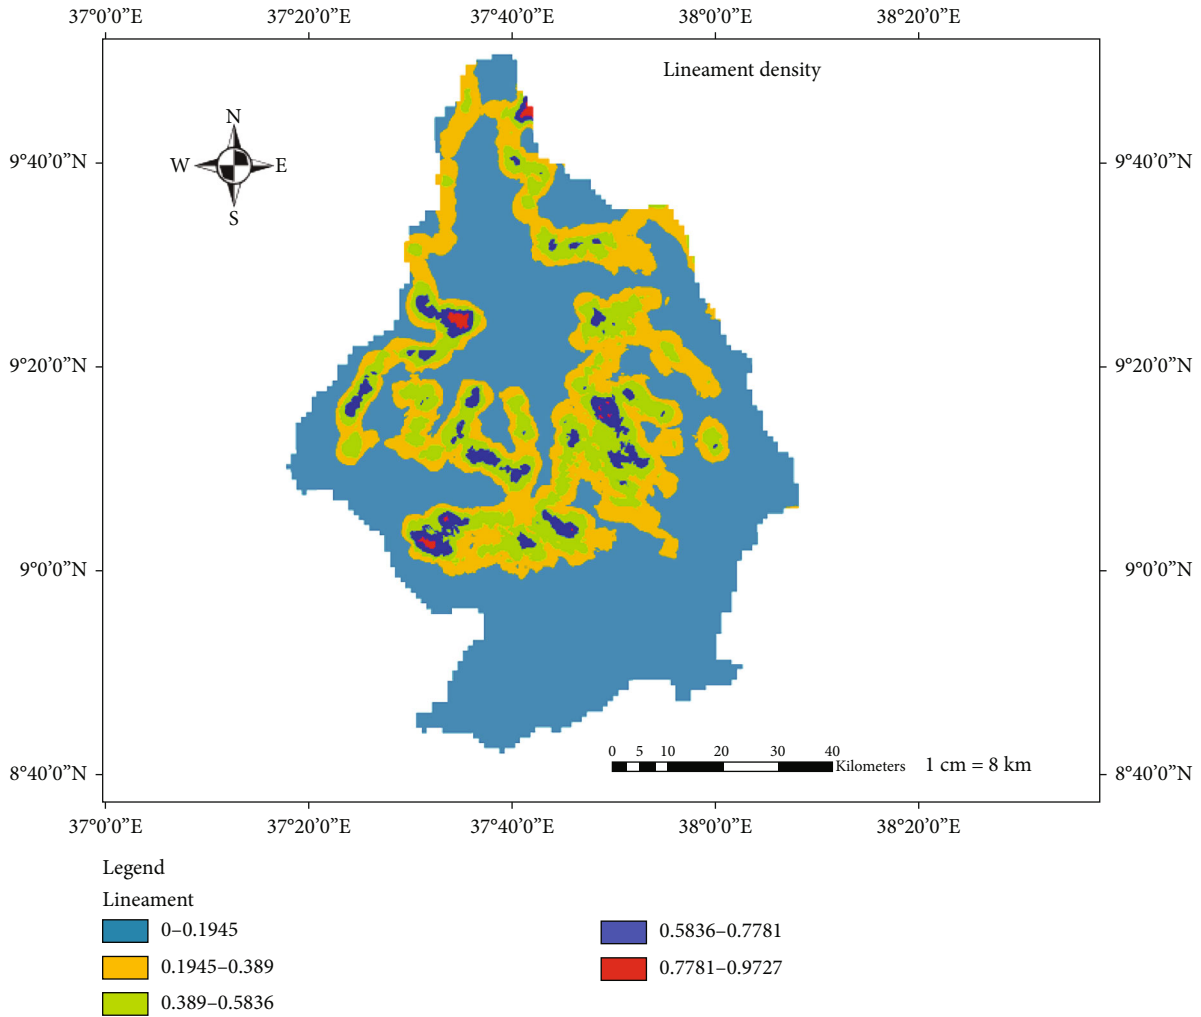 37°0′0″E 37°20′0″E 37°40′0″E 38°0′0″E 38°20′0″E
Lineament density
N
W E
S
9°40′0″N 9°40′0″N
9°20′0″N 9°20′0″N
9°0′0″N 9°0′0″N
0 5 10 20 30 40
Kilometers 1 cm = 8 km
8°40′0″N 8°40′0″N
37°0′0″E 37°20′0″E 37°40′0″E 38°0′0″E 38°20′0″E
Legend
Lineament
0–0.1945 0.5836–0.7781
0.1945–0.389 0.7781–0.9727
0.389–0.5836